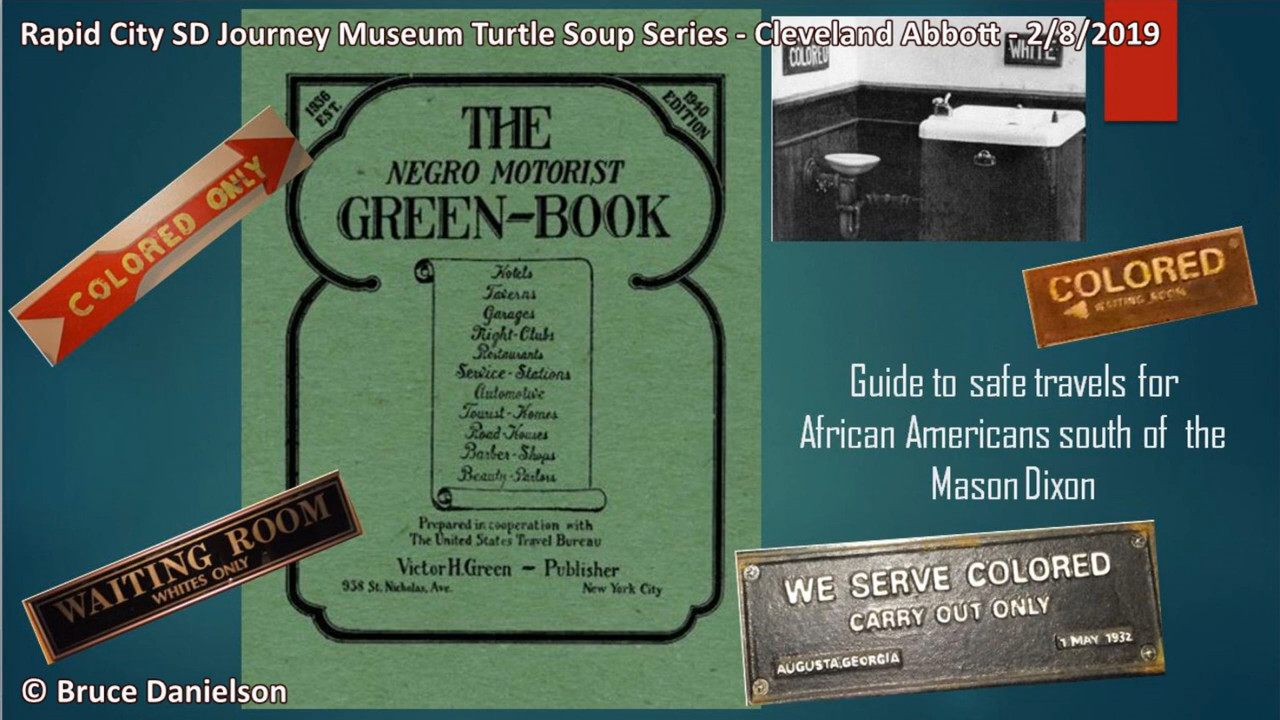 Rapid City SD Journey Museum Turtle Soup Series - Cleveland Abbott - 2/8/2019
1936
EST.
1940
EDITION
THE
NEGRO MOTORIST
GREEN-BOOK
Hotels
Taverns
Garages
Night-Clubs
Restaurants
Service-Stations
Automotive
Tourist-Homes
Road-Houses
Barber-Shops
Beauty-Parlors
Prepared in cooperation with
The United States Travel Bureau
Victor H. Green - Publisher
938 St. Nicholas, Ave. New York City
COLORED ONLY
WAITING ROOM
WHITES ONLY
COLORED
WHITE
COLORED
WAITING ROOM
Guide to safe travels for
African Americans south of the
Mason Dixon
WE SERVE COLORED
CARRY OUT ONLY
1 MAY 1932
AUGUSTA, GEORGIA
© Bruce Danielson